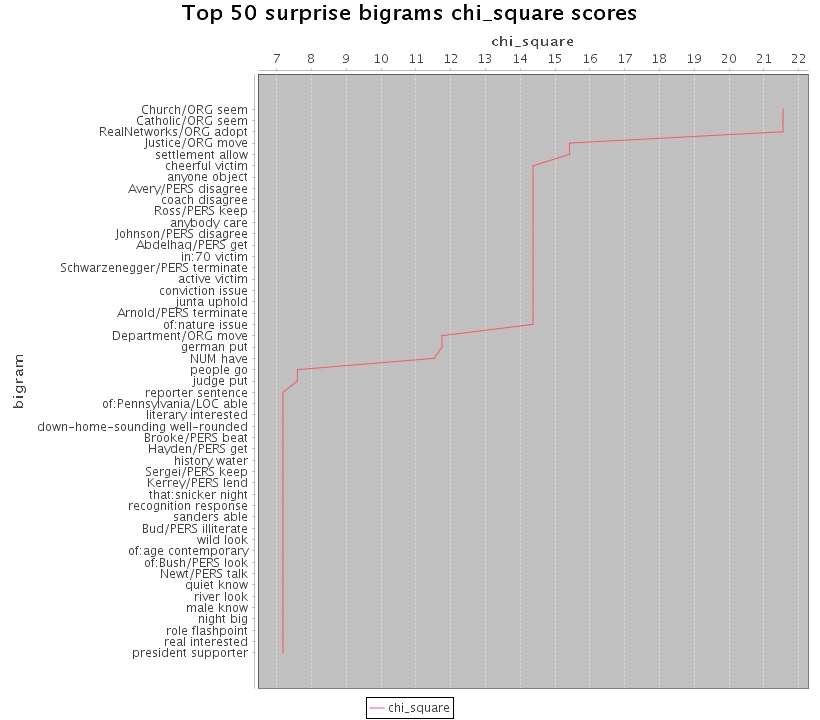 Top 50 surprise bigrams chi_square scores
chi_square
7 8 9 10 11 12 13 14 15 16 17 18 19 20 21 22
Church/ORG seem
Catholic/ORG seem
RealNetworks/ORG adopt
Justice/ORG move
settlement allow
cheerful victim
anyone object
Avery/PERS disagree
coach disagree
Ross/PERS keep
anybody care
Johnson/PERS disagree
Abdelhaq/PERS get
in:70 victim
Schwarzenegger/PERS terminate
active victim
conviction issue
junta uphold
Arnold/PERS terminate
of:nature issue
Department/ORG move
german put
NUM have
people go
judge put
reporter sentence
of:Pennsylvania/LOC able
literary interested
down-home-sounding well-rounded
Brooke/PERS beat
Hayden/PERS get
history water
Sergei/PERS keep
Kerrey/PERS lend
that:snicker night
recognition response
sanders able
Bud/PERS illiterate
wild look
of:age contemporary
of:Bush/PERS look
Newt/PERS talk
quiet know
river look
male know
night big
role flashpoint
real interested
president supporter
bigram
chi_square